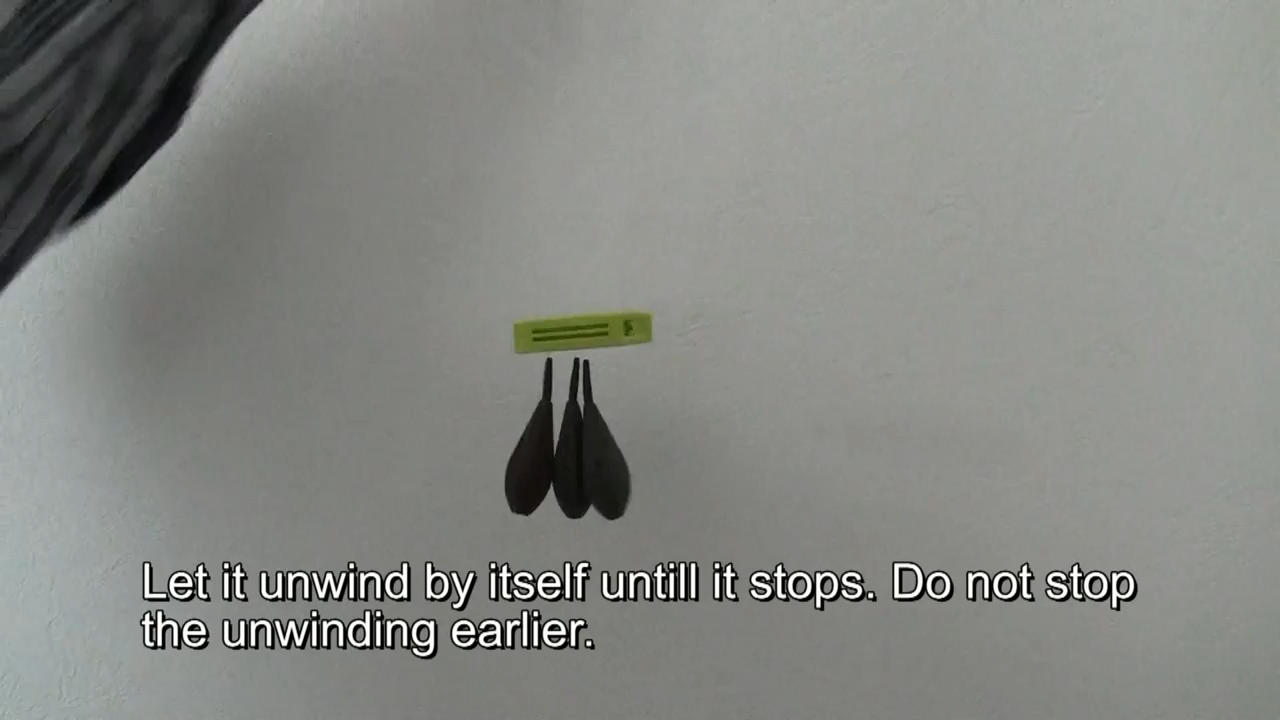 Let it unwind by itself untill it stops. Do not stop
the unwinding earlier.